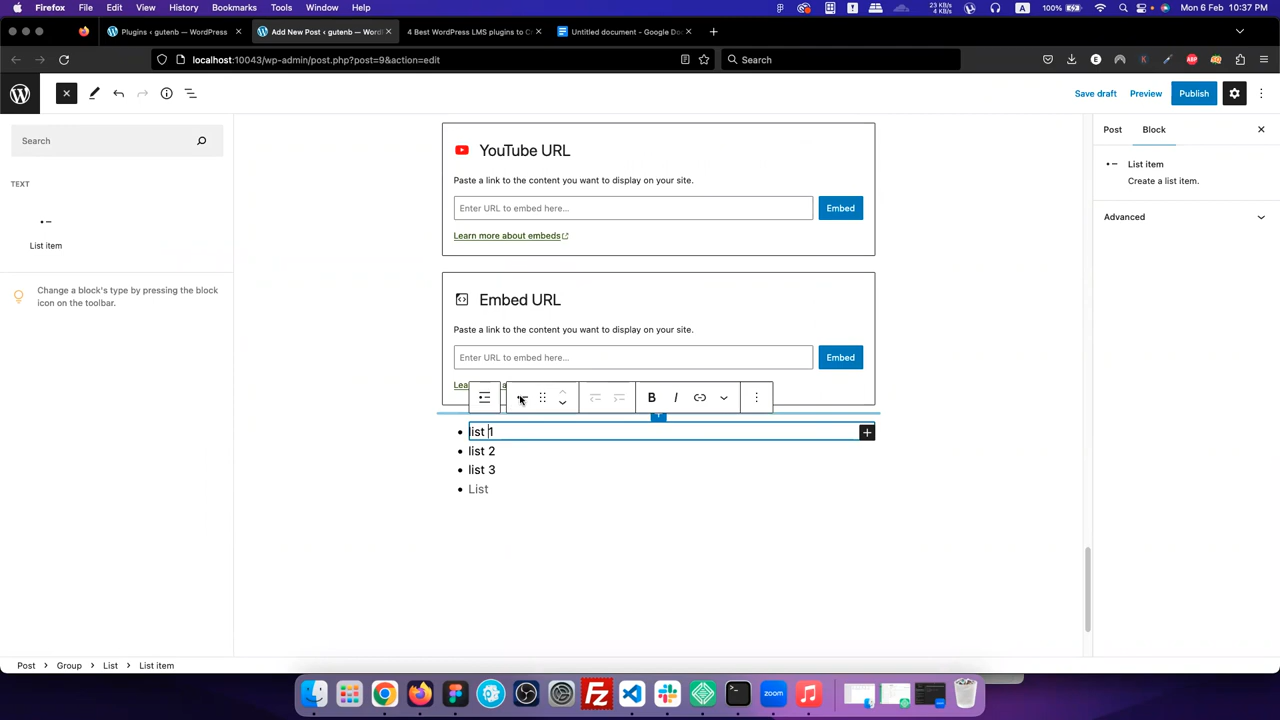 Firefox File Edit View History Bookmarks Tools Window Help
23 KB/s
4 KB/s
A 100% Mon 6 Feb 10:37 PM
Plugins ‹ gutenb — WordPress
Add New Post ‹ gutenb — Word
4 Best WordPress LMS plugins to C
Untitled document - Google Do
localhost:10043/wp-admin/post.php?post=9&action=edit
Search
Save draft Preview Publish
Search
TEXT
List item
Change a block's type by pressing the block
icon on the toolbar.
YouTube URL
Paste a link to the content you want to display on your site.
Enter URL to embed here... Embed
Learn more about embeds
Embed URL
Paste a link to the content you want to display on your site.
Enter URL to embed here... Embed
Lea
B I
list 1
list 2
list 3
List
Post Block
List item
Create a list item.
Advanced
Post > Group > List > List item
zoom